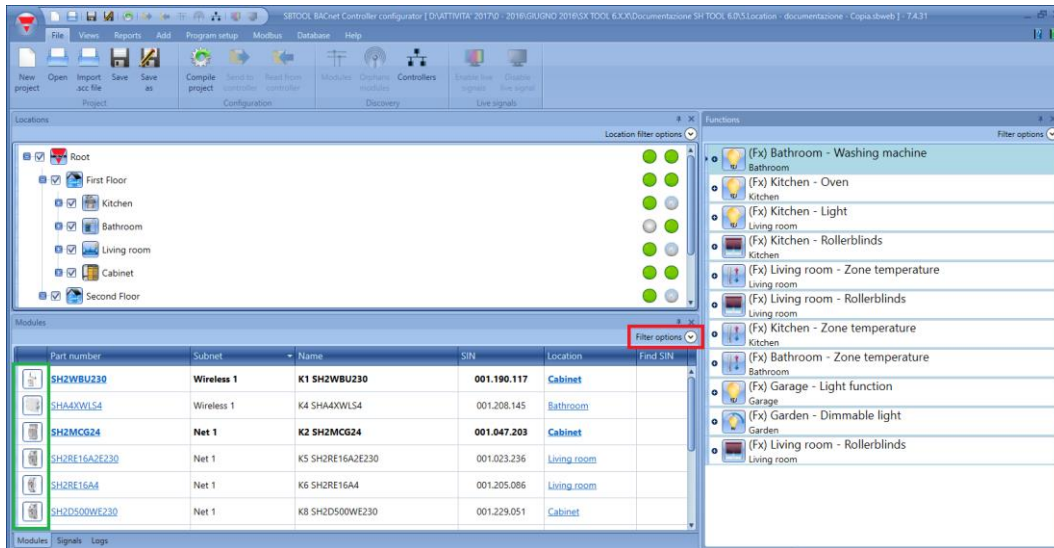 SBTOOL BACnet Controller configurator [ D:\ATTIVITA' 2017\0 - 2016\GIUGNO 2016\SX TOOL 6.X.X\Documentazione SH TOOL 6.0\5.Location - documentazione - Copia.sbweb ] - 7.4.31
File Views Reports Add Program setup Modbus Database Help
New project
Open
Import .scc file
Save
Save as
Compile project
Send to controller
Read from controller
Modules
Orphans modules
Controllers
Enable live signals
Disable live signal
Project
Configuration
Discovery
Live signals
Locations
Location filter options
Root
First Floor
Kitchen
Bathroom
Living room
Cabinet
Second Floor
Modules
Filter options
Part number Subnet Name SIN Location Find SIN
SH2WBU230 Wireless 1 K1 SH2WBU230 001.190.117 Cabinet
SHA4XWLS4 Wireless 1 K4 SHA4XWLS4 001.208.145 Bathroom
SH2MCG24 Net 1 K2 SH2MCG24 001.047.203 Cabinet
SH2RE16A2E230 Net 1 K5 SH2RE16A2E230 001.023.236 Living room
SH2RE16A4 Net 1 K6 SH2RE16A4 001.205.086 Living room
SH2D500WE230 Net 1 K8 SH2D500WE230 001.229.051 Cabinet
Modules Signals Logs
Functions
Filter options
(Fx) Bathroom - Washing machine
Bathroom
(Fx) Kitchen - Oven
Kitchen
(Fx) Kitchen - Light
Living room
(Fx) Kitchen - Rollerblinds
Kitchen
(Fx) Living room - Zone temperature
Living room
(Fx) Living room - Rollerblinds
Living room
(Fx) Kitchen - Zone temperature
Kitchen
(Fx) Bathroom - Zone temperature
Bathroom
(Fx) Garage - Light function
Garage
(Fx) Garden - Dimmable light
Garden
(Fx) Living room - Rollerblinds
Living room